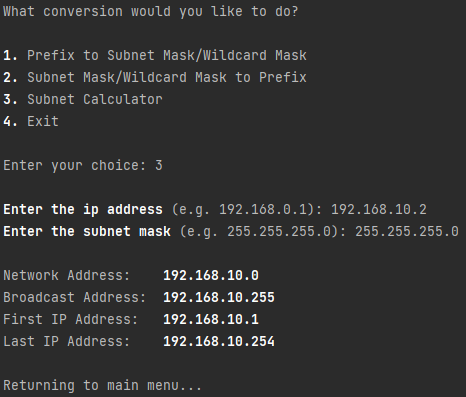 What conversion would you like to do?
1. Prefix to Subnet Mask/Wildcard Mask
2. Subnet Mask/Wildcard Mask to Prefix
3. Subnet Calculator
4. Exit
Enter your choice: 3
Enter the ip address (e.g. 192.168.0.1): 192.168.10.2
Enter the subnet mask (e.g. 255.255.255.0): 255.255.255.0
Network Address: 192.168.10.0
Broadcast Address: 192.168.10.255
First IP Address: 192.168.10.1
Last IP Address: 192.168.10.254
Returning to main menu...